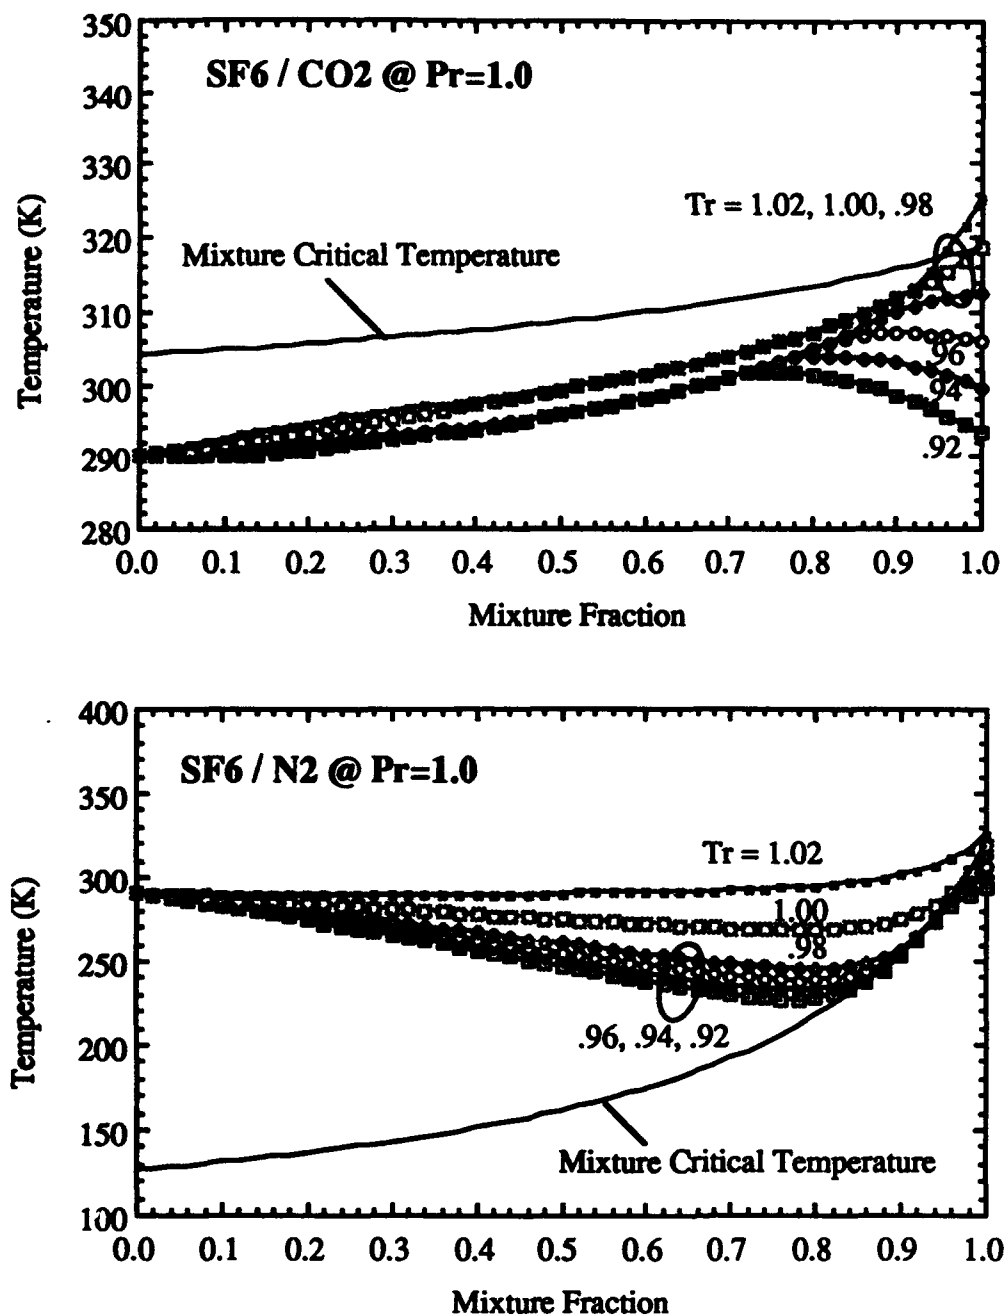 350
SF6 / CO2 @ Pr=1.0
340
330
Tr = 1.02, 1.00, .98
320
Mixture Critical Temperature
310
.96
300
.94
.92
290
280
Temperature (K)
0.0 0.1 0.2 0.3 0.4 0.5 0.6 0.7 0.8 0.9 1.0
Mixture Fraction
400
SF6 / N2 @ Pr=1.0
350
Tr = 1.02
300
1.00
.98
250
.96, .94, .92
200
150
Mixture Critical Temperature
100
Temperature (K)
0.0 0.1 0.2 0.3 0.4 0.5 0.6 0.7 0.8 0.9 1.0
Mixture Fraction